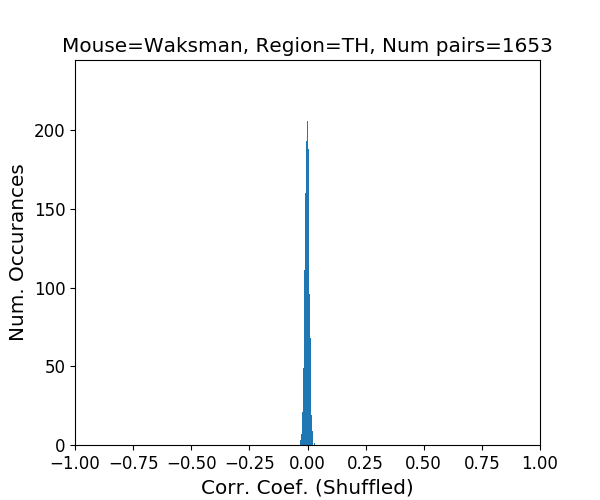 Mouse=Waksman, Region=TH, Num pairs=1653
Num. Occurances
200
150
100
50
0
−1.00 −0.75 −0.50 −0.25 0.00 0.25 0.50 0.75 1.00
Corr. Coef. (Shuffled)